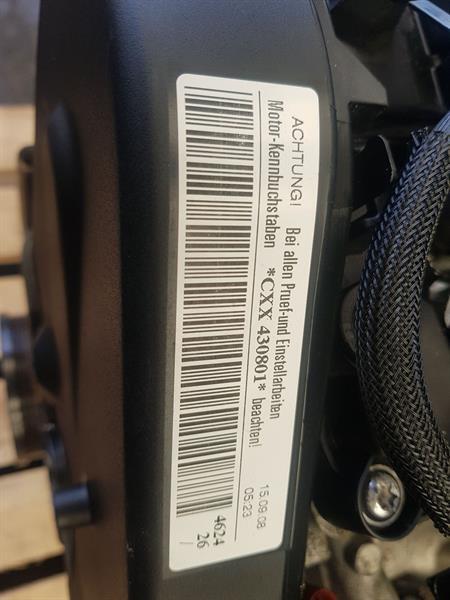 ACHTUNG! Bei allen Pruef-und Einstellarbeiten 15.09.08
Motor-Kennbuchstaben *CXX 430801* beachten! 05:23
4624
26